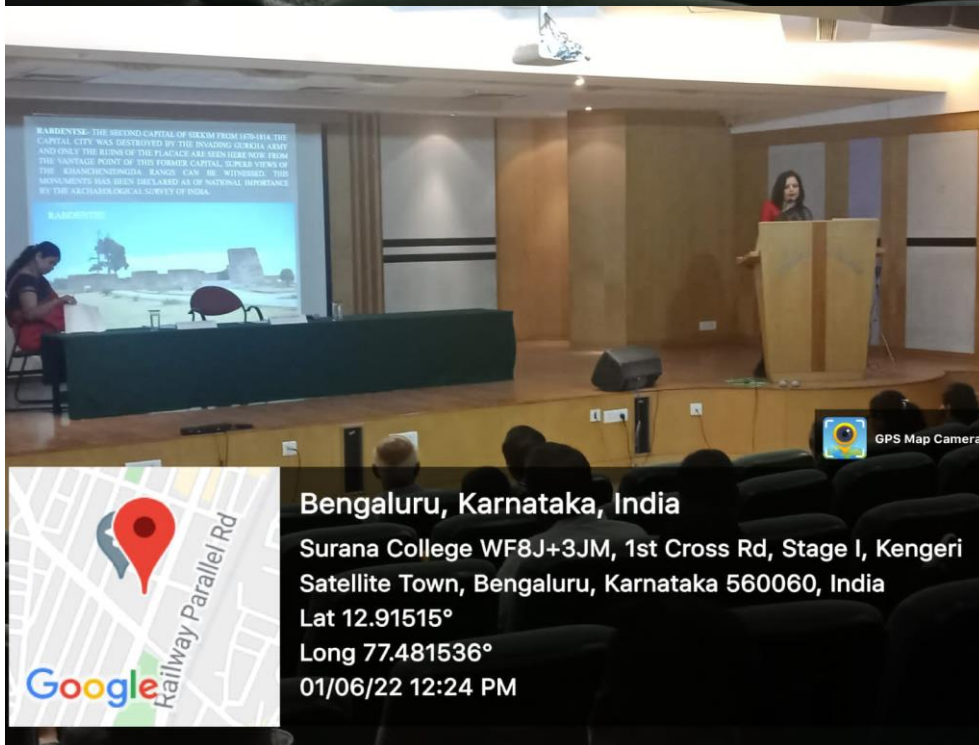 RABDENTSE- THE SECOND CAPITAL OF SIKKIM FROM 1670-1814. THE
CAPITAL CITY WAS DESTROYED BY THE INVADING GURKHA ARMY
AND ONLY THE RUINS OF THE PLACACE ARE SEEN HERE NOW FROM
THE VANTAGE POINT OF THIS FORMER CAPITAL, SUPERB VIEWS OF
THE KHANCHENJONGDA RANGS CAN BE WITNESSED. THIS
MONUMENTS HAS BEEN DECLARED AS OF NATIONAL IMPORTANCE
BY THE ARCHAEOLOGICAL SURVEY OF INDIA.
RABDENTSE
GPS Map Camera
Bengaluru, Karnataka, India
Surana College WF8J+3JM, 1st Cross Rd, Stage I, Kengeri
Satellite Town, Bengaluru, Karnataka 560060, India
Lat 12.91515°
Long 77.481536°
01/06/22 12:24 PM
Railway Parallel Rd
Google